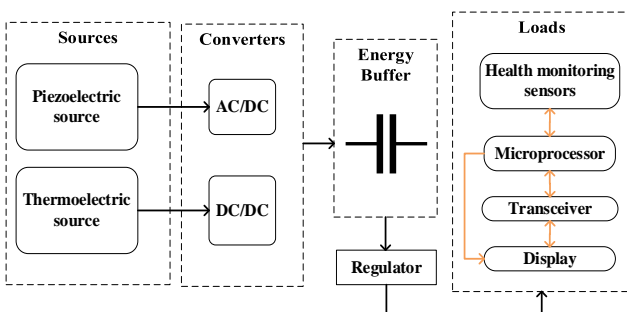 Sources
Piezoelectric
source
Thermoelectric
source
Converters
AC/DC
DC/DC
Energy
Buffer
Regulator
Loads
Health monitoring
sensors
Microprocessor
Transceiver
Display